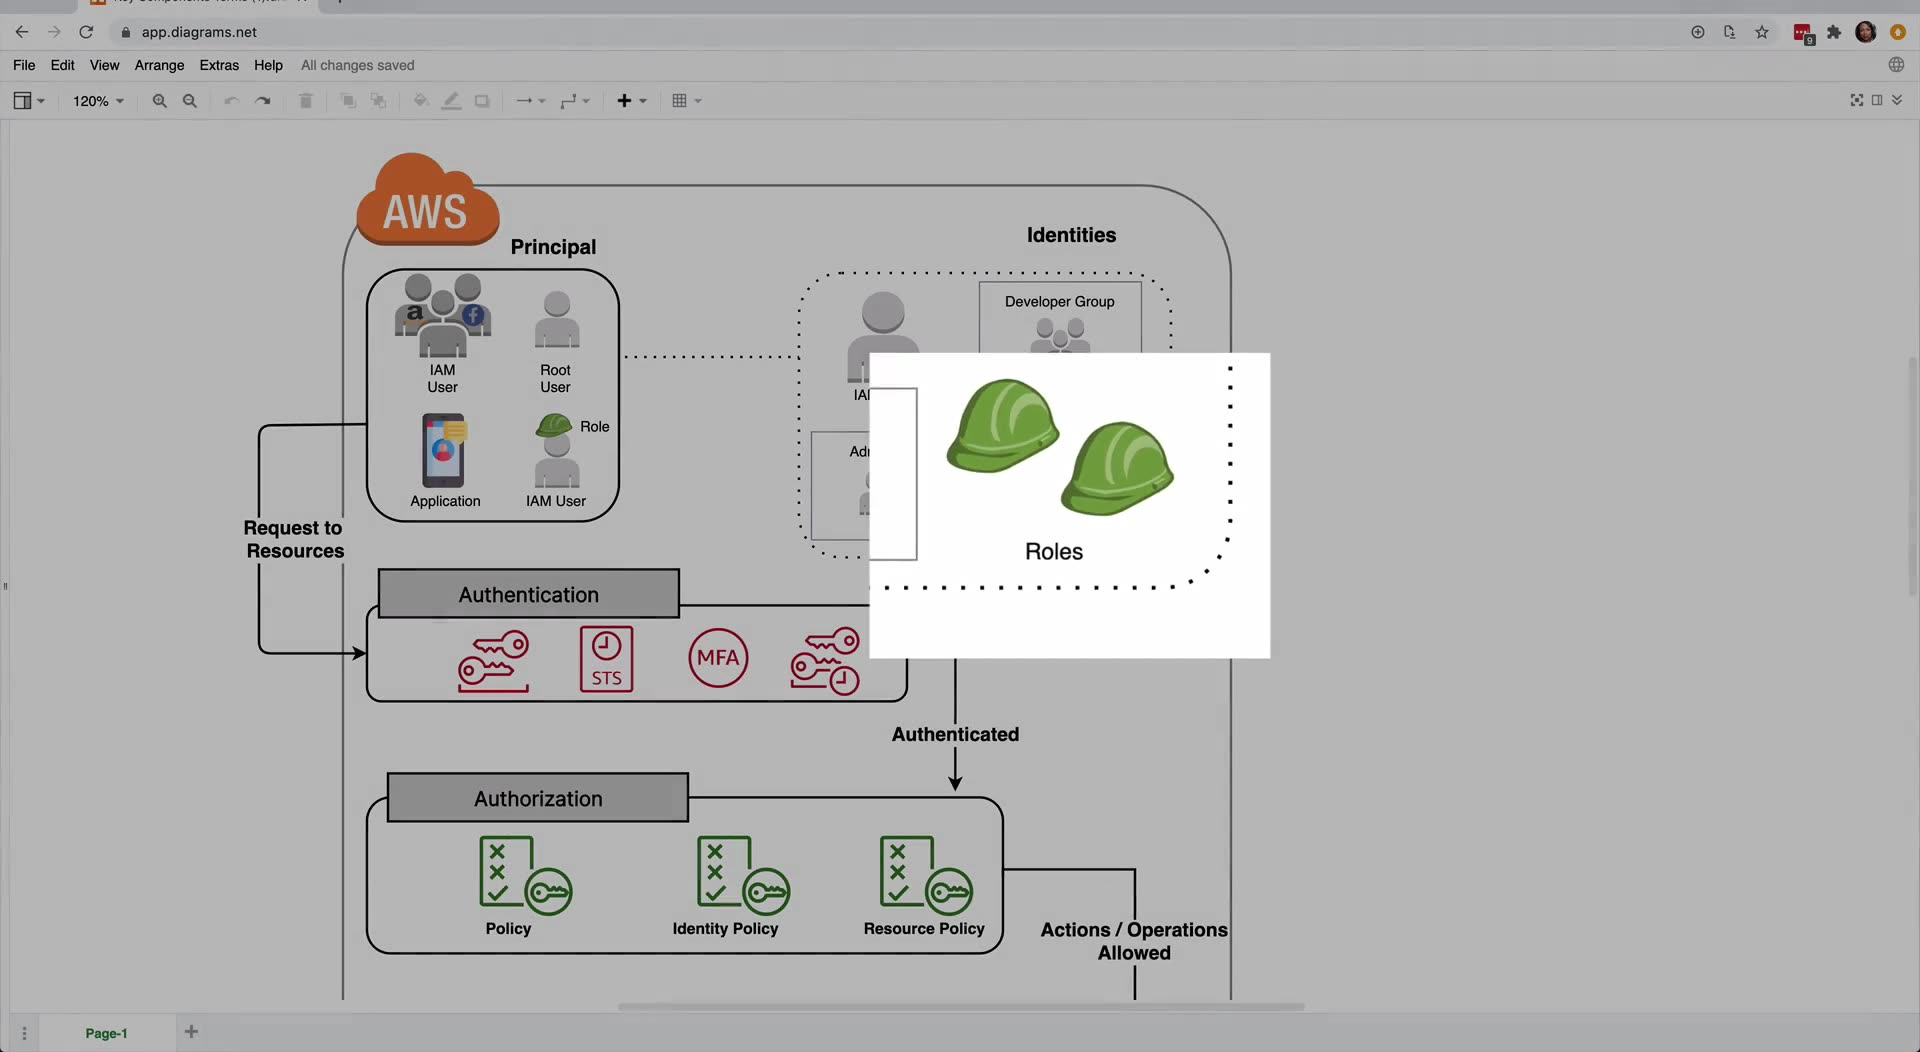 app.diagrams.net
9
File Edit View Arrange Extras Help All changes saved
120%
AWS
Principal
Identities
a f
Developer Group
IAM
User
Root
User
Role
Application
IAM User
Roles
Request to
Resources
Authentication
STS
MFA
Authenticated
Authorization
Policy
Identity Policy
Resource Policy
Actions / Operations
Allowed
Page-1